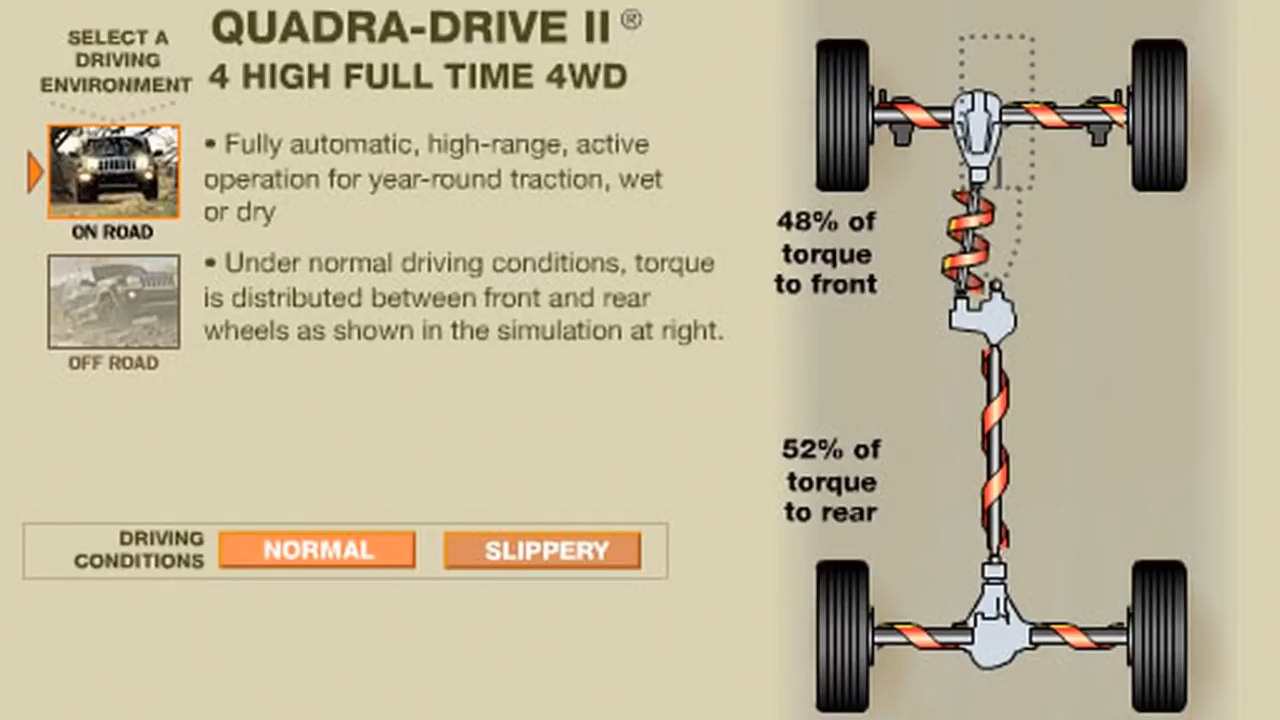 SELECT A
DRIVING
ENVIRONMENT
QUADRA-DRIVE II®
4 HIGH FULL TIME 4WD
• Fully automatic, high-range, active
operation for year-round traction, wet
or dry
ON ROAD
• Under normal driving conditions, torque
is distributed between front and rear
wheels as shown in the simulation at right.
OFF ROAD
48% of
torque
to front
52% of
torque
to rear
DRIVING
CONDITIONS
NORMAL
SLIPPERY